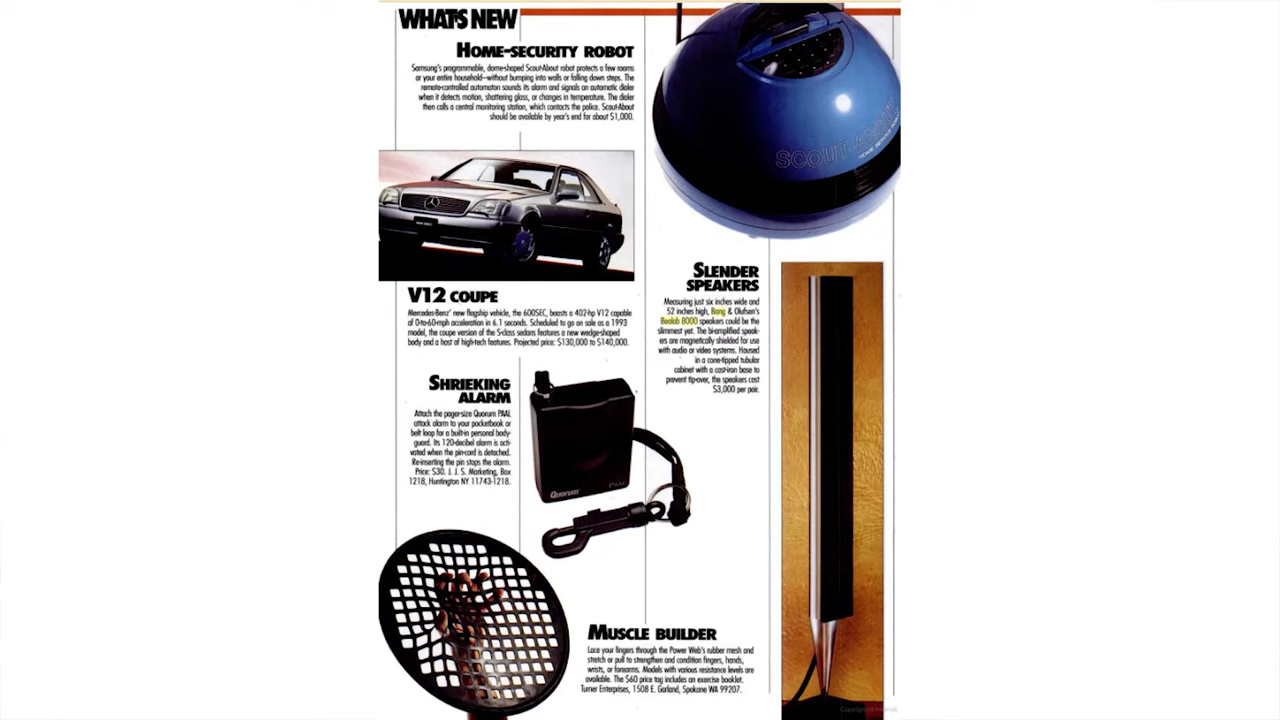 WHAT'S NEW
HOME-SECURITY ROBOT
Samsung's programmable, dome-shaped Scout-About robot protects a few rooms
or your entire household—without bumping into walls or falling down steps. The
remote-controlled automaton sounds its alarm and signals an automatic dialer
when it detects motion, shattering glass, or changes in temperature. The dialer
then calls a central monitoring station, which contacts the police. Scout-About
should be available by year's end for about $1,000.
SCOUT-ABOUT
V12 COUPE
Mercedes-Benz' new flagship vehicle, the 600SEC, boasts a 402-hp V12 capable
of 0-to-60-mph acceleration in 6.1 seconds. Scheduled to go on sale as a 1993
model, the coupe version of the S-class sedans features a new wedge-shaped
body and a host of high-tech features. Projected price: $130,000 to $140,000.
SLENDER
SPEAKERS
Measuring just six inches wide and
52 inches high, Bang & Olufsen's
Beolab 8000 speakers could be the
slimmest yet. The bi-amplified speak-
ers are magnetically shielded for use
with audio or video systems. Housed
in a cone-tipped tubular
cabinet with a cast-iron base to
prevent tip-over, the speakers cost
$3,000 per pair.
SHRIEKING
ALARM
Attach the pager-size Quorum PAAL
attack alarm to your pocketbook or
belt loop for a built-in personal body-
guard. Its 120-decibel alarm is acti-
vated when the pin-cord is detached.
Re-inserting the pin stops the alarm.
Price: $30. J. J. S. Marketing, Box
1218, Huntington NY 11743-1218.
QUORUM PAAL
MUSCLE BUILDER
Lace your fingers through the Power Web's rubber mesh and
stretch or pull to strengthen and condition fingers, hands,
wrists, or forearms. Models with various resistance levels are
available. The $60 price tag includes an exercise booklet.
Turner Enterprises, 1508 E. Garland, Spokane WA 99207.
Copyrighted material